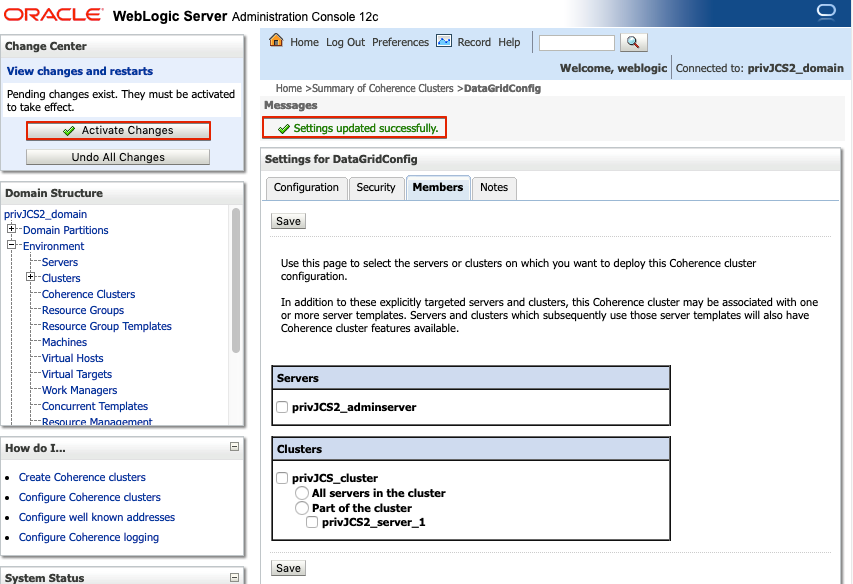 ORACLE WebLogic Server Administration Console 12c
Change Center
View changes and restarts
Pending changes exist. They must be activated
to take effect.
Activate Changes
Undo All Changes
Domain Structure
privJCS2_domain
Domain Partitions
Environment
Servers
Clusters
Coherence Clusters
Resource Groups
Resource Group Templates
Machines
Virtual Hosts
Virtual Targets
Work Managers
Concurrent Templates
Resource Management
How do I...
Create Coherence clusters
Configure Coherence clusters
Configure well known addresses
Configure Coherence logging
System Status
Home Log Out Preferences Record Help
Welcome, weblogic Connected to: privJCS2_domain
Home >Summary of Coherence Clusters >DataGridConfig
Messages
Settings updated successfully.
Settings for DataGridConfig
Configuration Security Members Notes
Save
Use this page to select the servers or clusters on which you want to deploy this Coherence cluster
configuration.
In addition to these explicitly targeted servers and clusters, this Coherence cluster may be associated with one
or more server templates. Servers and clusters which subsequently use those server templates will also have
Coherence cluster features available.
Servers
privJCS2_adminserver
Clusters
privJCS_cluster
All servers in the cluster
Part of the cluster
privJCS2_server_1
Save